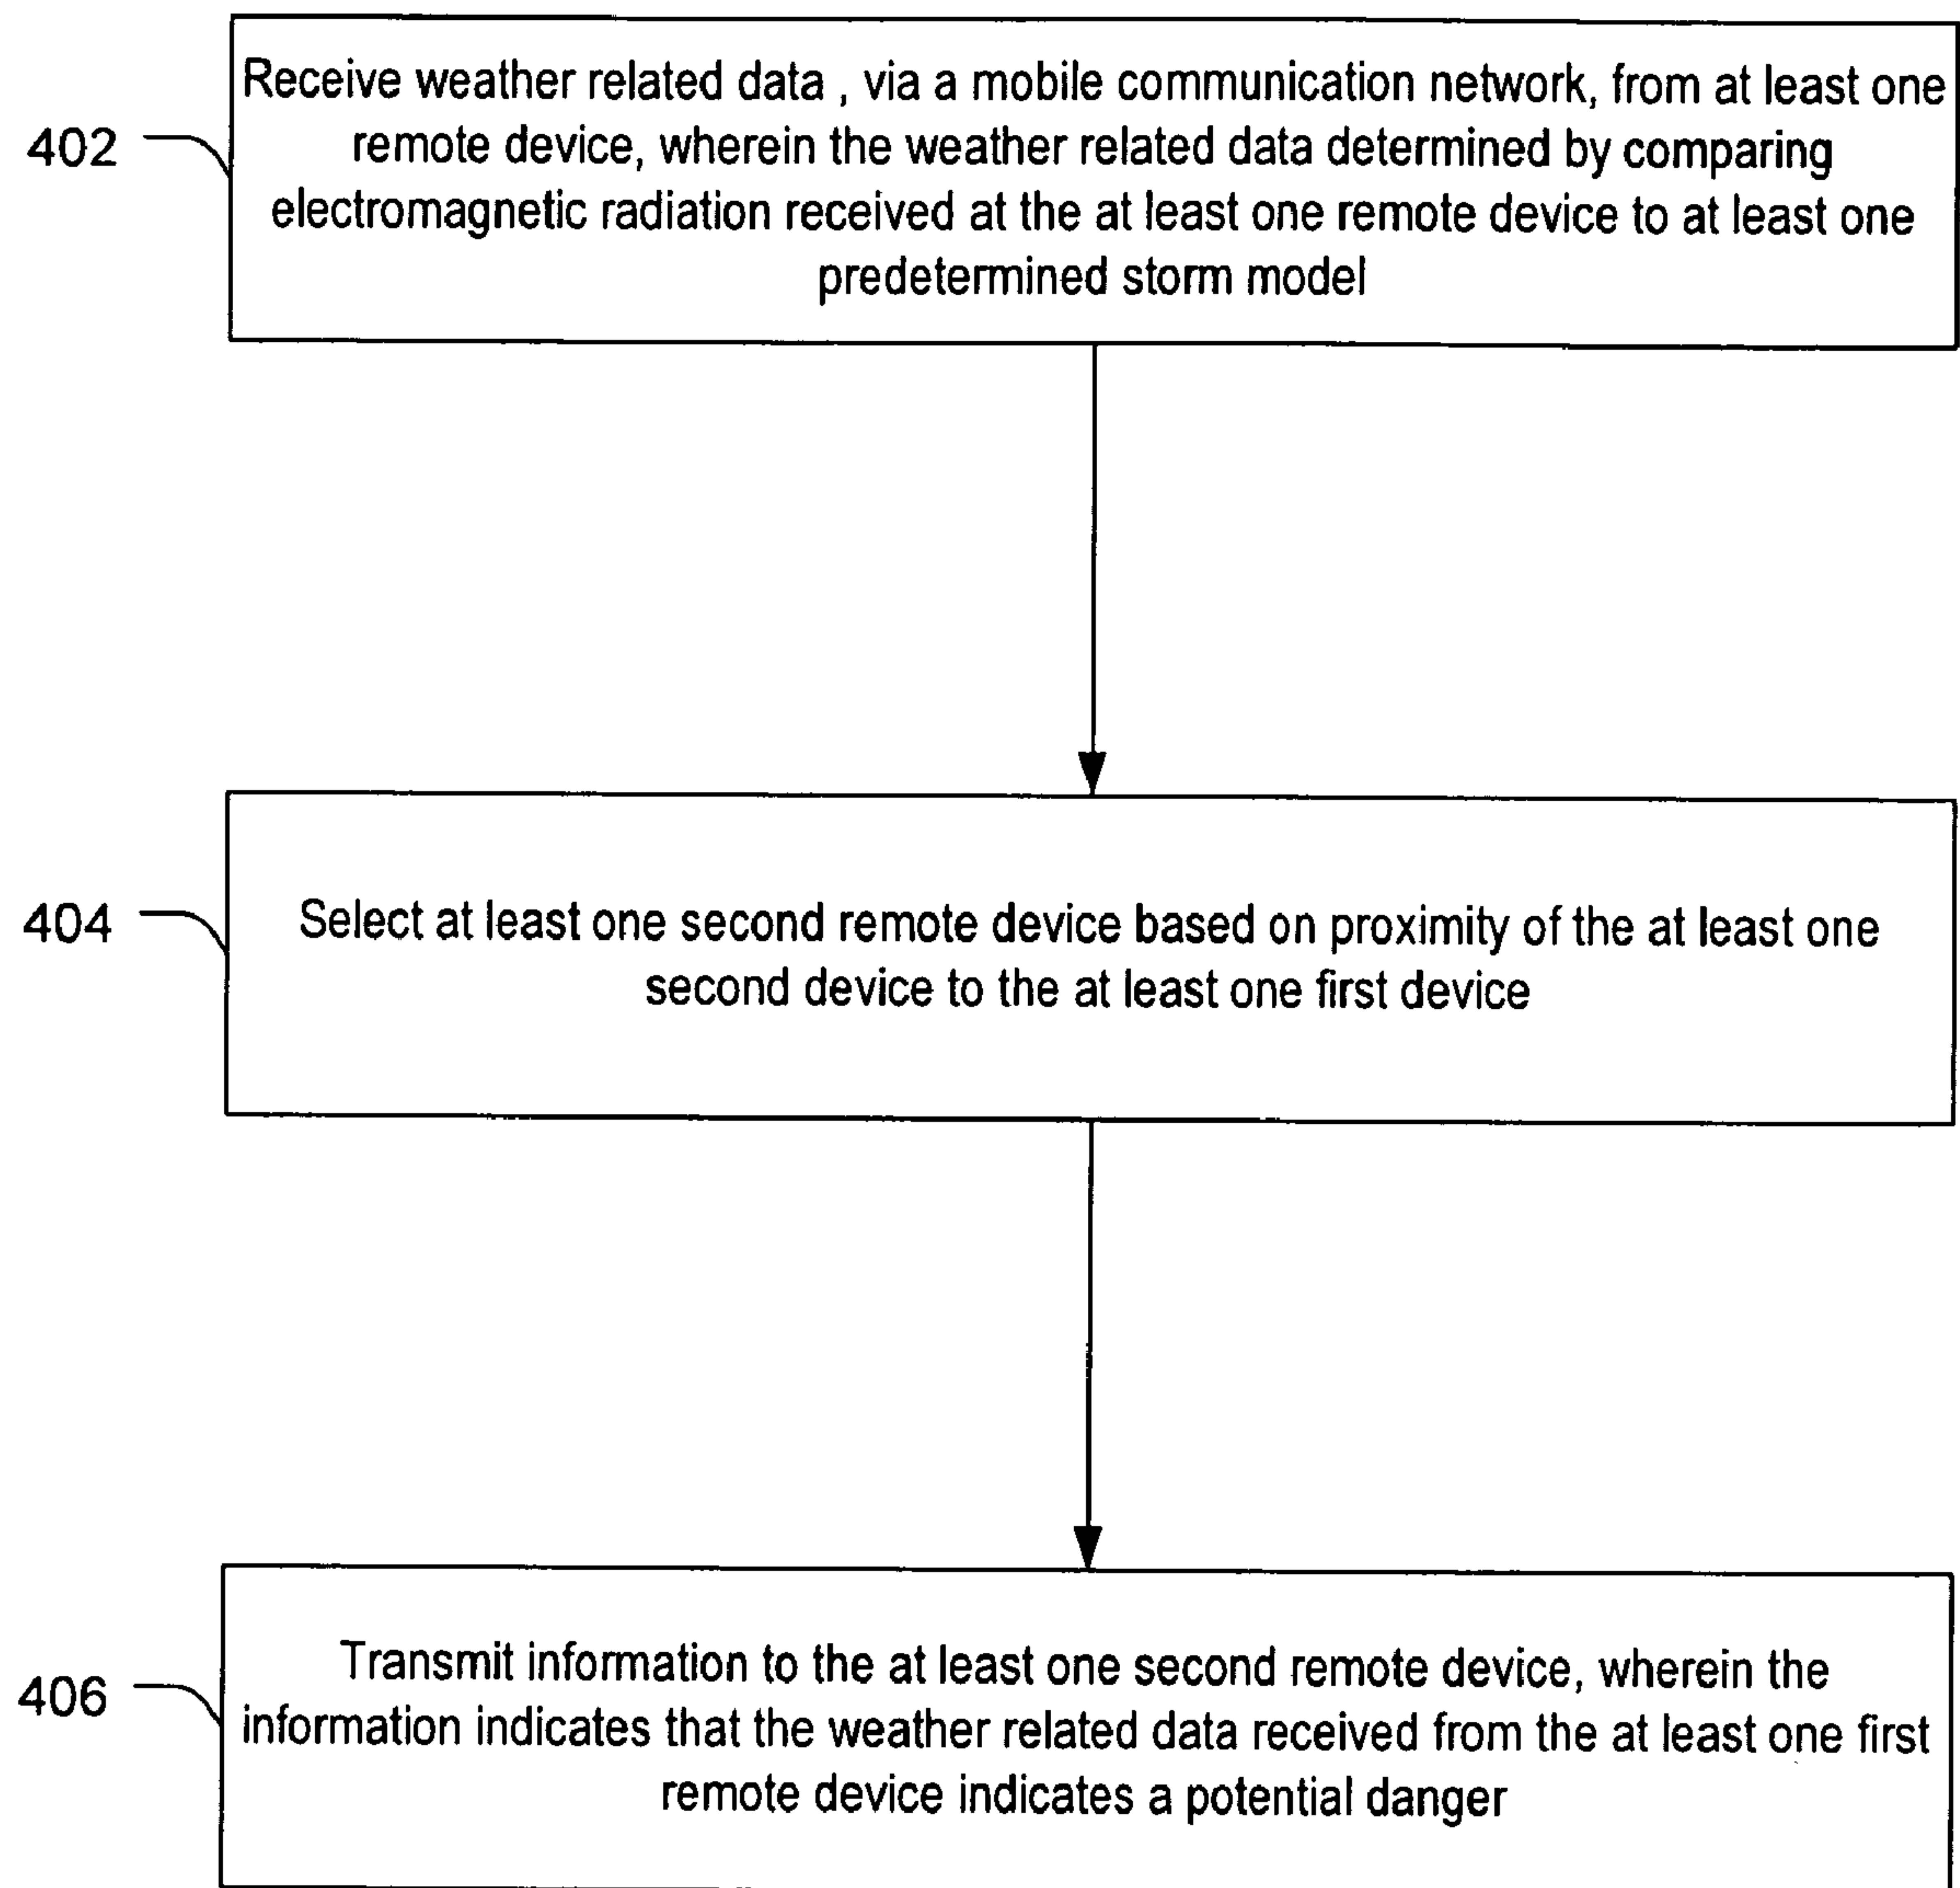 402
Receive weather related data , via a mobile communication network, from at least one
remote device, wherein the weather related data determined by comparing
electromagnetic radiation received at the at least one remote device to at least one
predetermined storm model
404
Select at least one second remote device based on proximity of the at least one
second device to the at least one first device
406
Transmit information to the at least one second remote device, wherein the
information indicates that the weather related data received from the at least one first
remote device indicates a potential danger